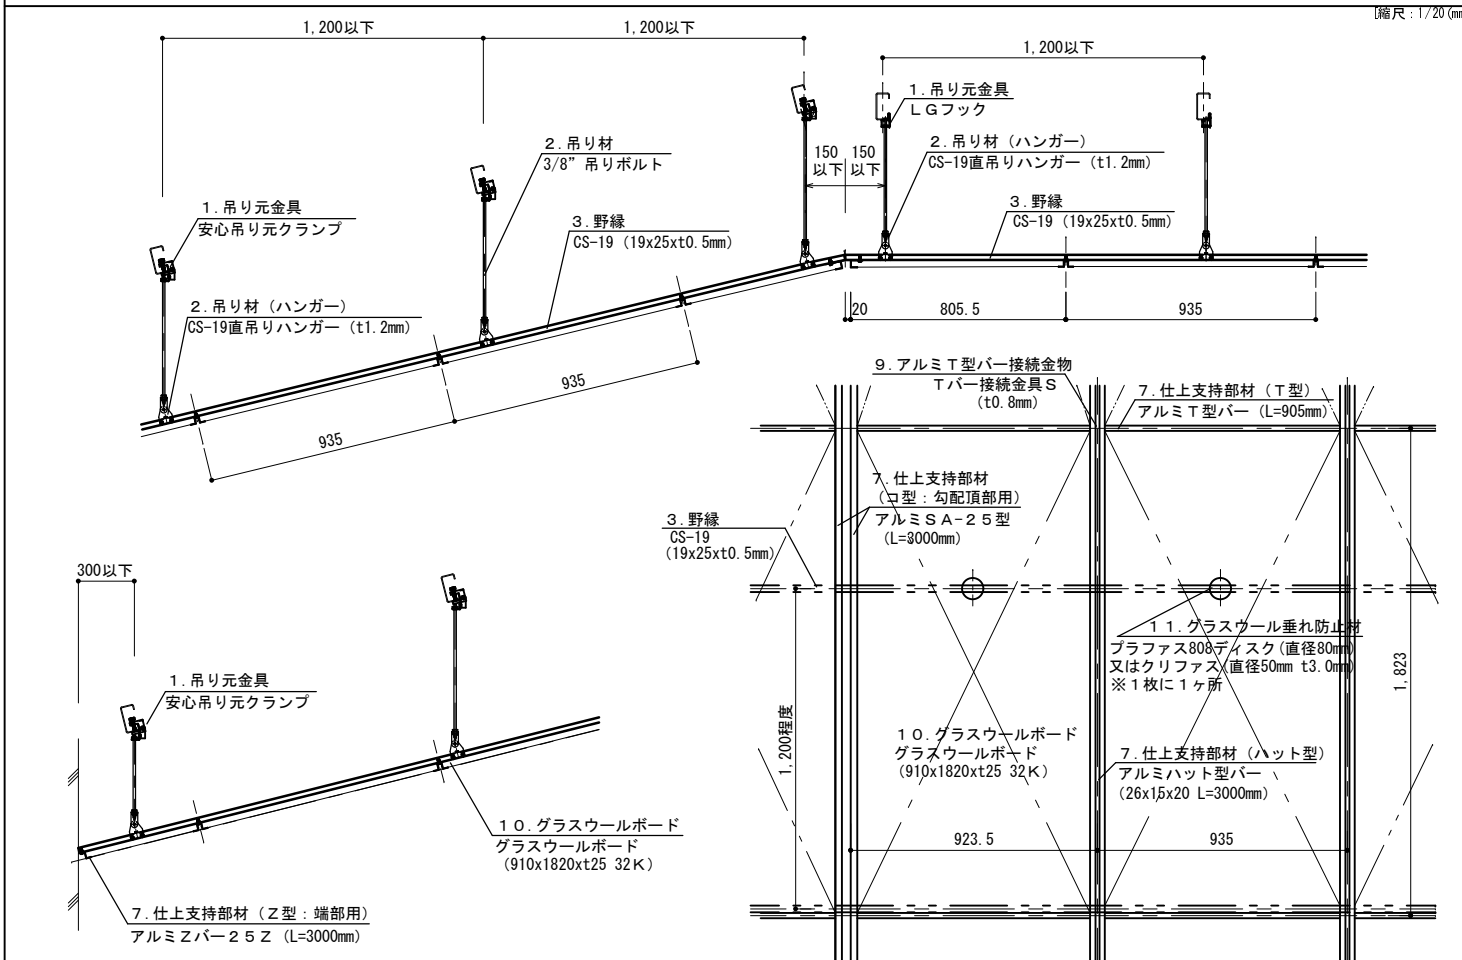 [縮尺：1/20(mm
1,200以下
1,200以下
1,200以下
1.吊り元金具
ＬＧフック
2.吊り材
3/8”吊りボルト
150
以下
150
以下
2.吊り材（ハンガー）
CS-19直吊りハンガー（t1.2mm）
1.吊り元金具
安心吊り元クランプ
3.野縁
CS-19（19x25xt0.5mm）
3.野縁
CS-19（19x25xt0.5mm）
2.吊り材（ハンガー）
CS-19直吊りハンガー（t1.2mm）
20
805.5
935
935
935
9.アルミＴ型バー接続金物
Ｔバー接続金具Ｓ
（t0.8mm）
7.仕上支持部材（Ｔ型）
アルミＴ型バー（L=905mm）
7.仕上支持部材
（コ型：勾配頂部用）
アルミＳＡ-２５型
（L=3000mm）
3.野縁
CS-19
（19x25xt0.5mm）
300以下
１１.グラスウール垂れ防止材
プラファス808ディスク（直径80mm）
又はクリファス（直径50mm t3.0mm）
※１枚に１ヶ所
1,823
1,200程度
1.吊り元金具
安心吊り元クランプ
１０.グラスウールボード
グラスウールボード
（910x1820xt25 32Ｋ）
7.仕上支持部材（ハット型）
アルミハット型バー
（26x15x20 L=3000mm）
１０.グラスウールボード
グラスウールボード
（910x1820xt25 32Ｋ）
923.5
935
7.仕上支持部材（Ｚ型：端部用）
アルミＺバー２５Ｚ（L=3000mm）